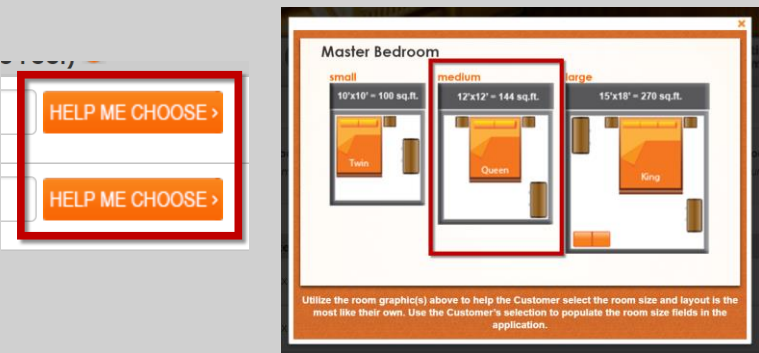 HELP ME CHOOSE ›
HELP ME CHOOSE ›
×
Master Bedroom
small
medium
large
10'x10' = 100 sq.ft.
12'x12' = 144 sq.ft.
15'x18' = 270 sq.ft.
Twin
Queen
King
Utilize the room graphic(s) above to help the Customer select the room size and layout is the
most like their own. Use the Customer's selection to populate the room size fields in the
application.